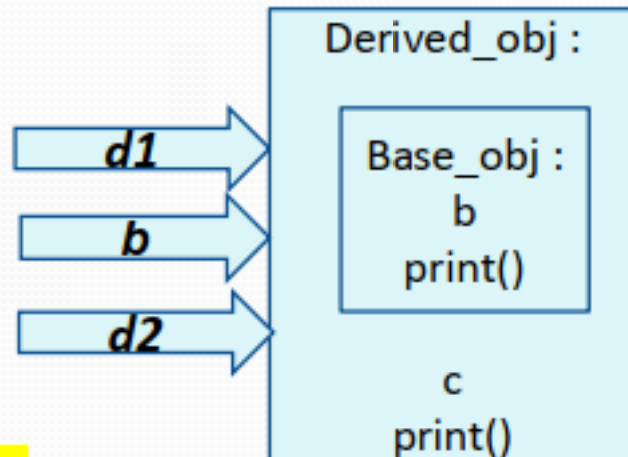 Derived_obj :
d1
Base_obj :
b
b
print()
d2
c
print()